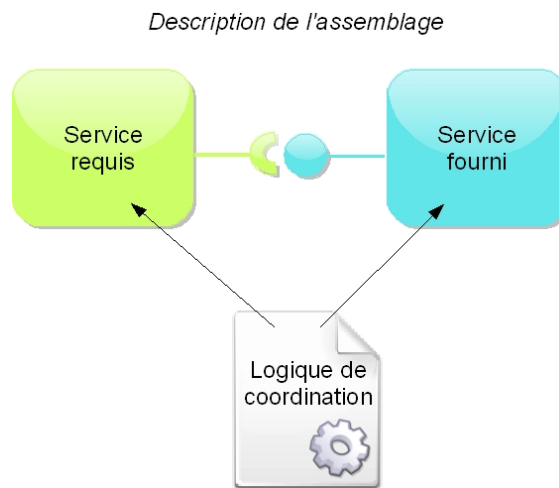 Description de l'assemblage
Service
requis
Service
fourni
Logique de
coordination